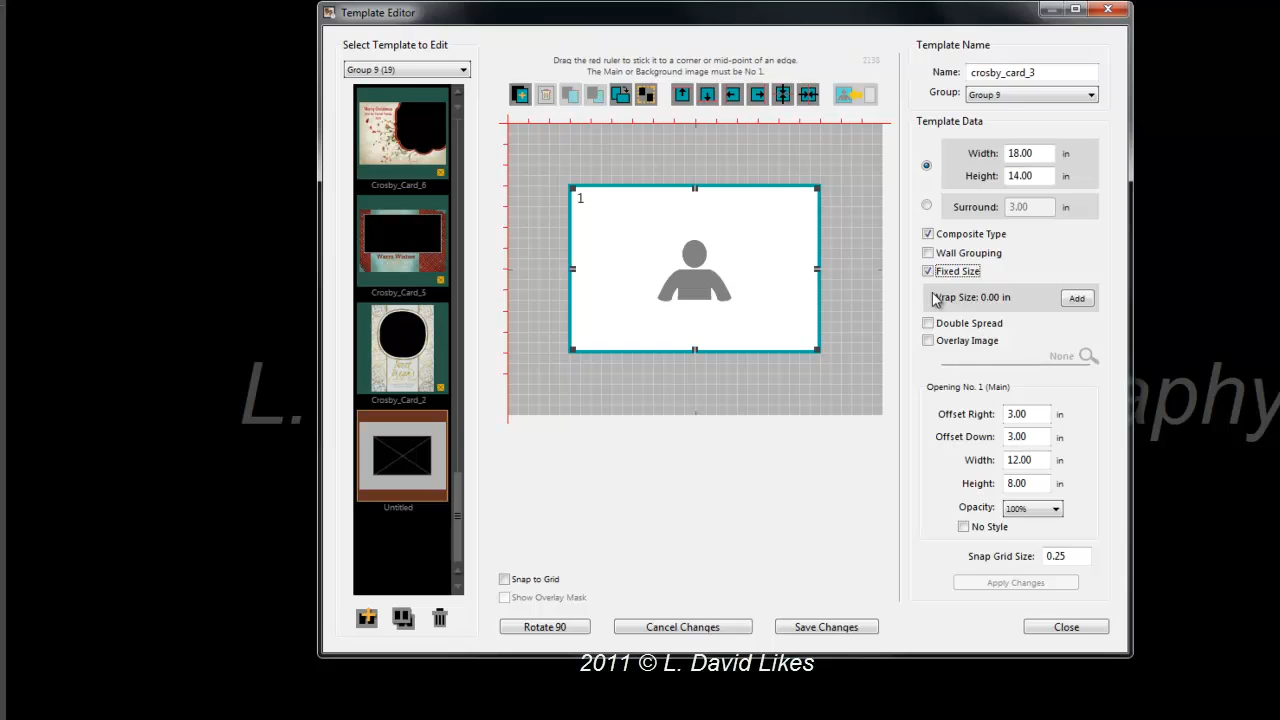 Template Editor
Select Template to Edit
Group 9 (19)
Crosby_Card_6
Warm Wishes
Crosby_Card_5
Crosby_Card_2
Untitled
Drag the red ruler to stick it to a corner or mid-point of an edge.
The Main or Background image must be No 1.
2138
1
Snap to Grid
Show Overlay Mask
Rotate 90
Cancel Changes
Save Changes
Close
Template Name
Name: crosby_card_3
Group: Group 9
Template Data
Width: 18.00 in
Height: 14.00 in
Surround: 3.00 in
Composite Type
Wall Grouping
Fixed Size
Wrap Size: 0.00 in Add
Double Spread
Overlay Image
None
Opening No. 1 (Main)
Offset Right: 3.00 in
Offset Down: 3.00 in
Width: 12.00 in
Height: 8.00 in
Opacity: 100%
No Style
Snap Grid Size: 0.25
Apply Changes
L.
aphy
2011 © L. David Likes